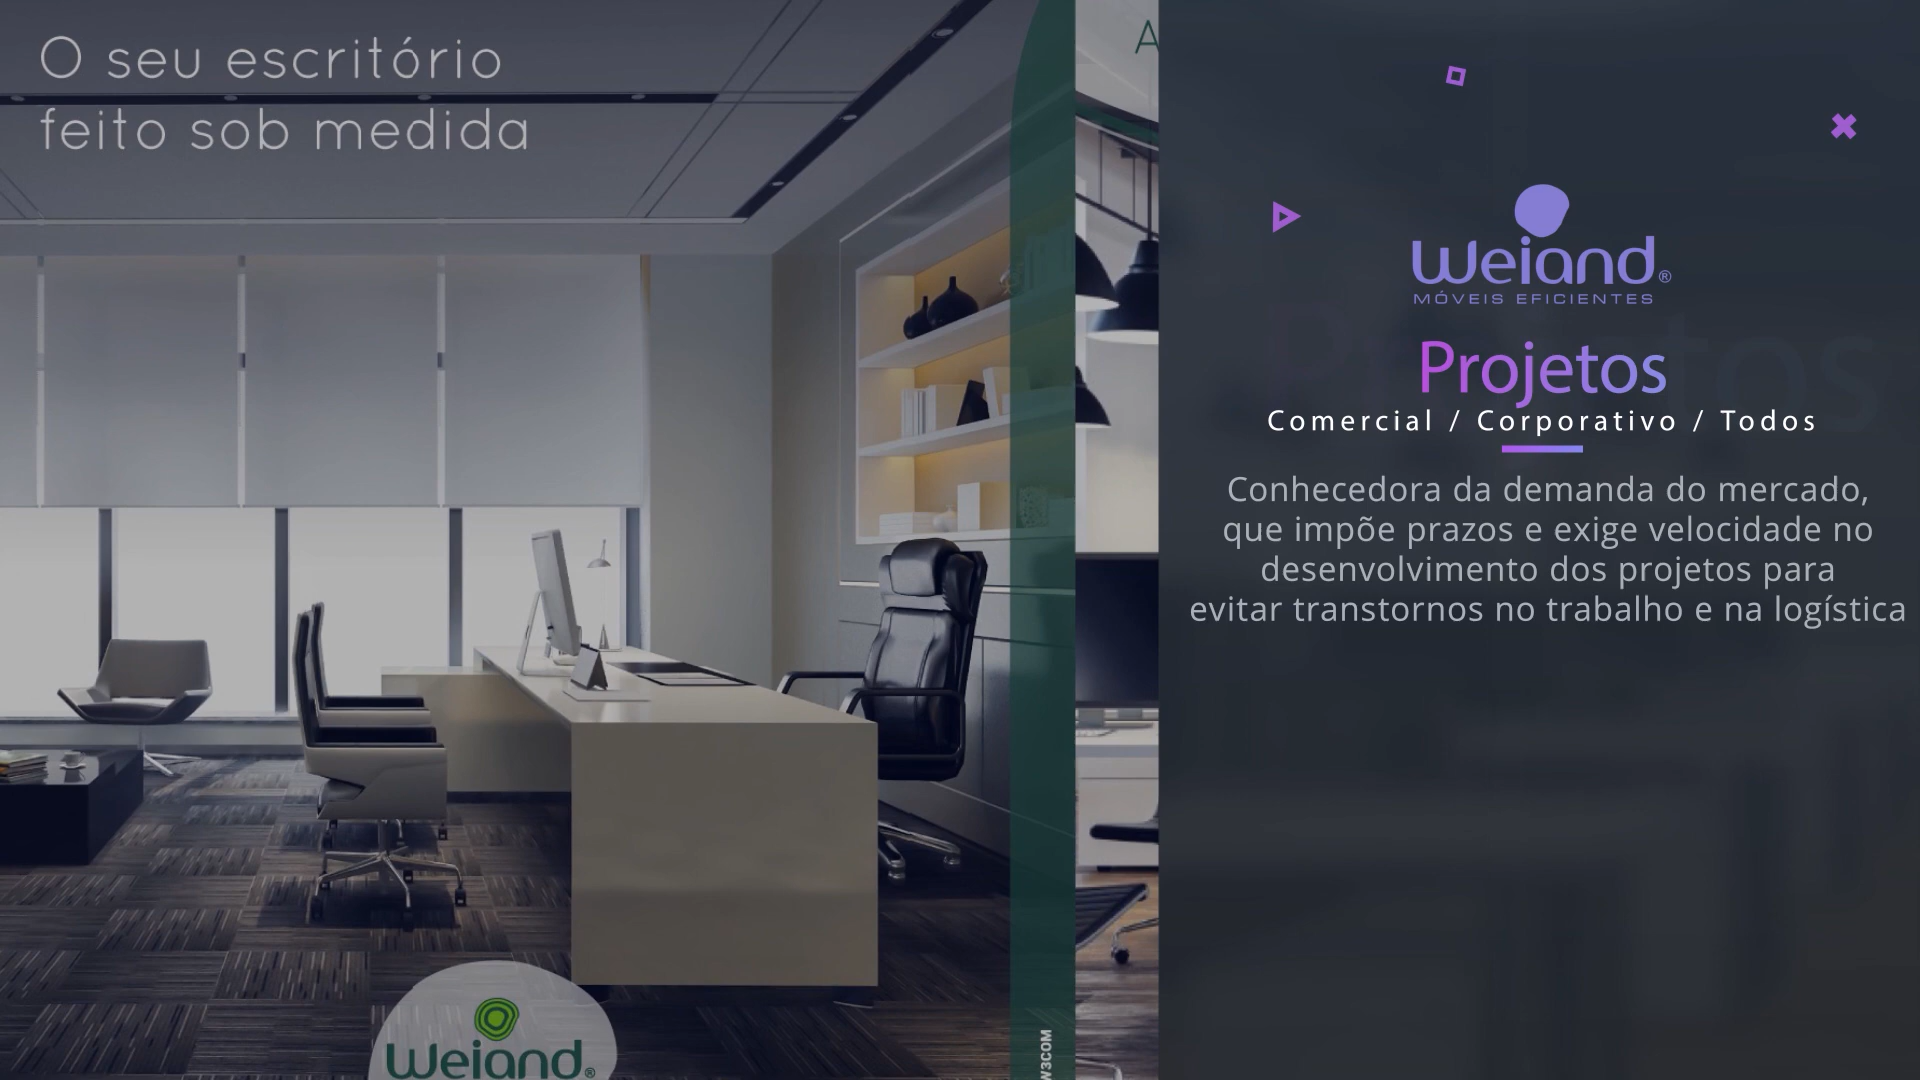 O seu escritório
feito sob medida
Weiand®
W3COM
A
Weiand®
MÓVEIS EFICIENTES
Projetos
Comercial / Corporativo / Todos
Conhecedora da demanda do mercado,
que impõe prazos e exige velocidade no
desenvolvimento dos projetos para
evitar transtornos no trabalho e na logística